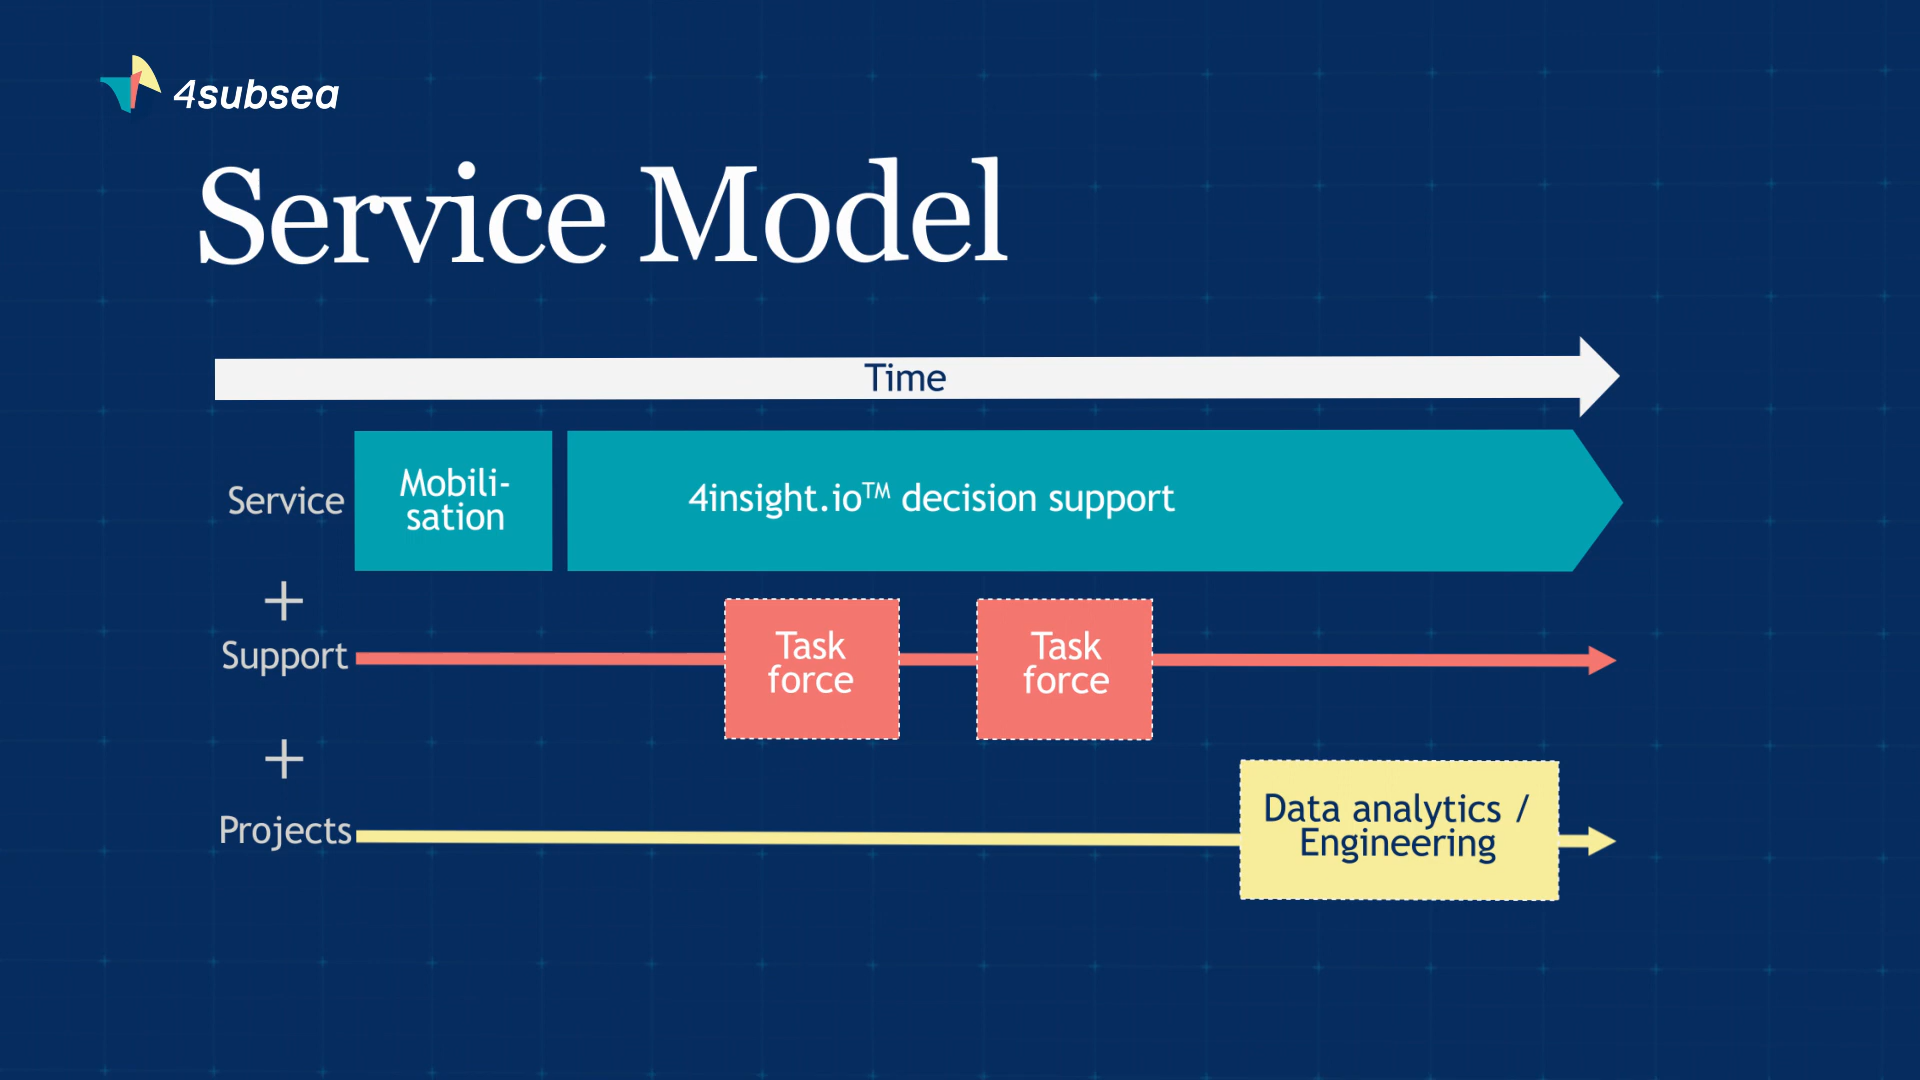 4subsea
Service Model
Time
Service
Mobili-
sation
4insight.io™ decision support
+
Support
Task
force
Task
force
+
Projects
Data analytics /
Engineering